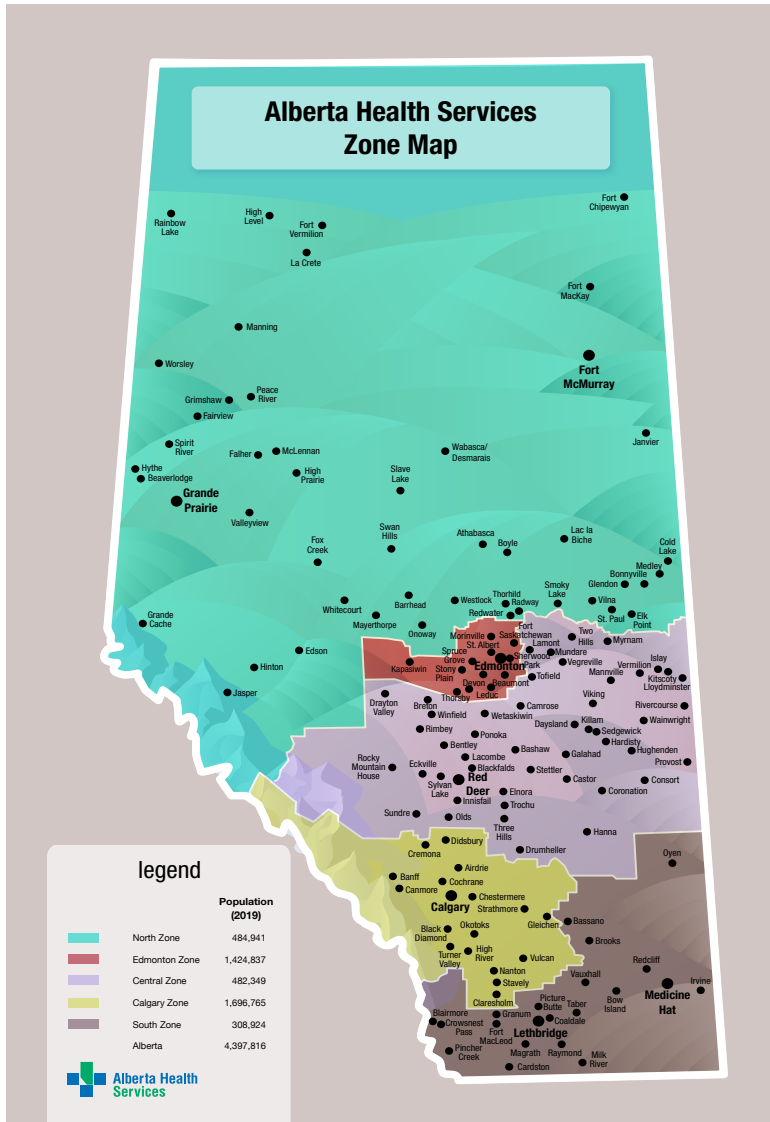 Alberta Health Services
Zone Map
Rainbow
Lake
High
Level
Fort
Vermilion
La Crete
Fort
Chipewyan
Fort
MacKay
Manning
Fort
McMurray
Worsley
Peace
River
Grimshaw
Fairview
Janvier
Spirit
River
Falher
McLennan
Wabasca/
Desmarais
Hythe
Beaverlodge
High
Prairie
Slave
Lake
Grande
Prairie
Valleyview
Swan
Hills
Fox
Creek
Athabasca
Boyle
Lac la
Biche
Cold
Lake
Medley
Bonnyville
Glendon
Whitecourt
Mayerthorpe
Barrhead
Westlock
Thorhild
Radway
Redwater
Smoky
Lake
Vilna
St. Paul
Elk
Point
Grande
Cache
Onoway
Morinville
Fort
Saskatchewan
St. Albert
Lamont
Two
Hills
Myrnam
Edson
Hinton
Jasper
Kapasiwin
Spruce
Grove
Stony
Plain
Edmonton
Sherwood
Park
Mundare
Vegreville
Tofield
Devon
Beaumont
Leduc
Thorsby
Mannville
Vermilion
Islay
Kitscoty
Lloydminster
Drayton
Valley
Breton
Winfield
Wetaskiwin
Camrose
Viking
Rivercourse
Wainwright
Daysland
Killam
Sedgewick
Hardisty
Hughenden
Provost
Rimbey
Ponoka
Bentley
Bashaw
Galahad
Rocky
Mountain
House
Eckville
Lacombe
Blackfalds
Sylvan
Lake
Red
Deer
Stettler
Castor
Consort
Coronation
Innisfail
Elnora
Trochu
Sundre
Olds
Three
Hills
Hanna
Didsbury
Cremona
Drumheller
Oyen
Airdrie
Banff
Canmore
Cochrane
Calgary
Chestermere
Strathmore
Gleichen
Bassano
Black
Diamond
Okotoks
Turner
Valley
High
River
Vulcan
Brooks
Nanton
Stavely
Claresholm
Vauxhall
Redcliff
Medicine
Hat
Irvine
Bow
Island
Blairmore
Crowsnest
Pass
Granum
Fort
MacLeod
Picture
Butte
Taber
Coaldale
Lethbridge
Pincher
Creek
Magrath
Raymond
Milk
River
Cardston
legend
Population
(2019)
North Zone 484,941
Edmonton Zone 1,424,837
Central Zone 482,349
Calgary Zone 1,696,765
South Zone 308,924
Alberta 4,397,816
Alberta Health
Services